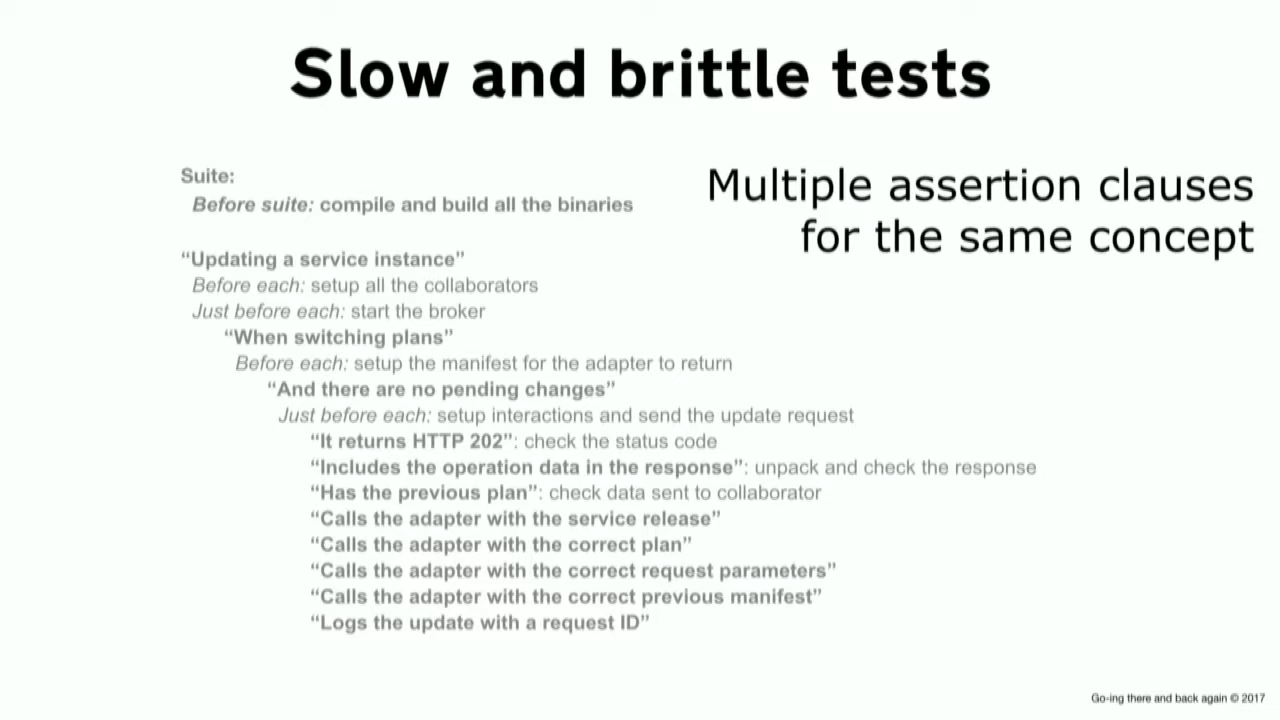 Slow and brittle tests
Multiple assertion clauses
for the same concept
Suite:
Before suite: compile and build all the binaries
“Updating a service instance”
Before each: setup all the collaborators
Just before each: start the broker
“When switching plans”
Before each: setup the manifest for the adapter to return
“And there are no pending changes”
Just before each: setup interactions and send the update request
“It returns HTTP 202”: check the status code
“Includes the operation data in the response”: unpack and check the response
“Has the previous plan”: check data sent to collaborator
“Calls the adapter with the service release”
“Calls the adapter with the correct plan”
“Calls the adapter with the correct request parameters”
“Calls the adapter with the correct previous manifest”
“Logs the update with a request ID”
Go-ing there and back again © 2017